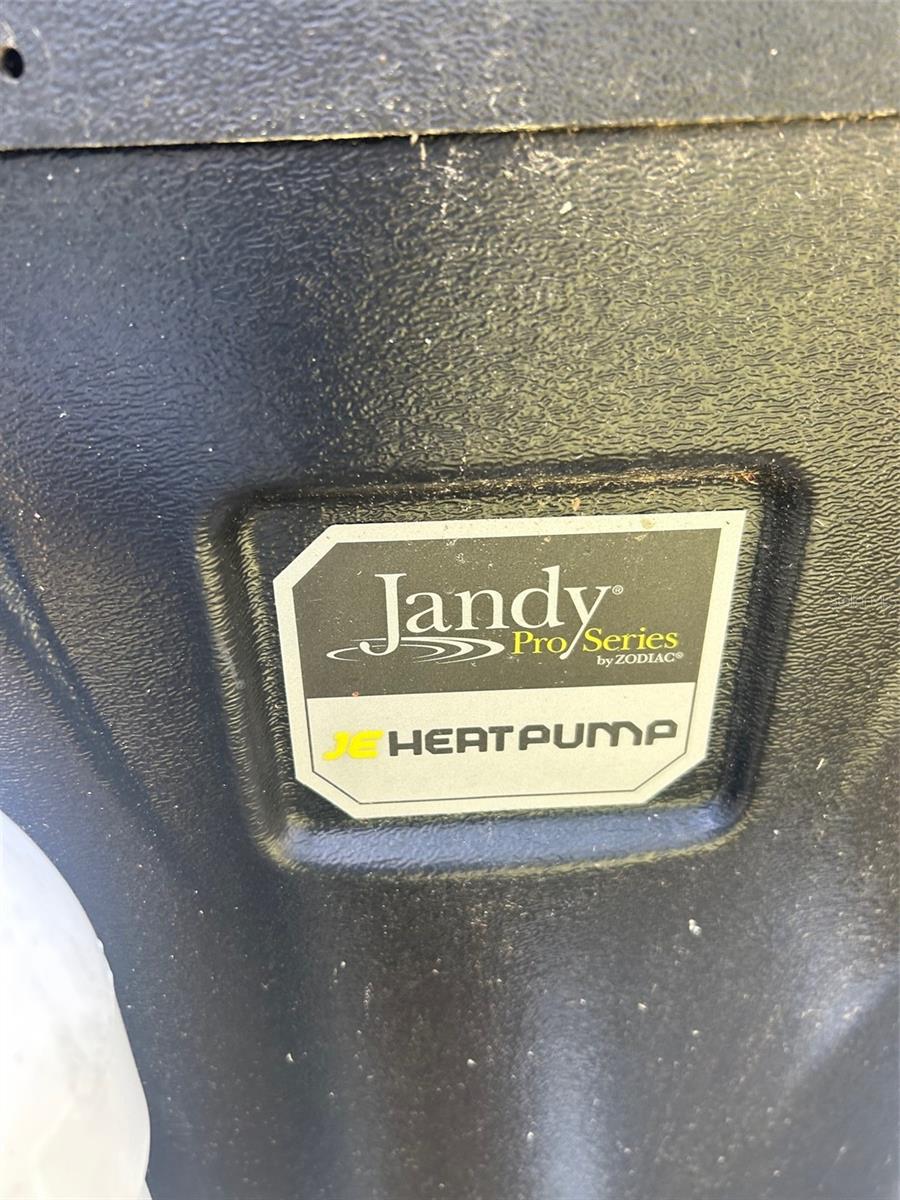 Jandy®
Pro Series
by ZODIAC®
JE HEATPUMP